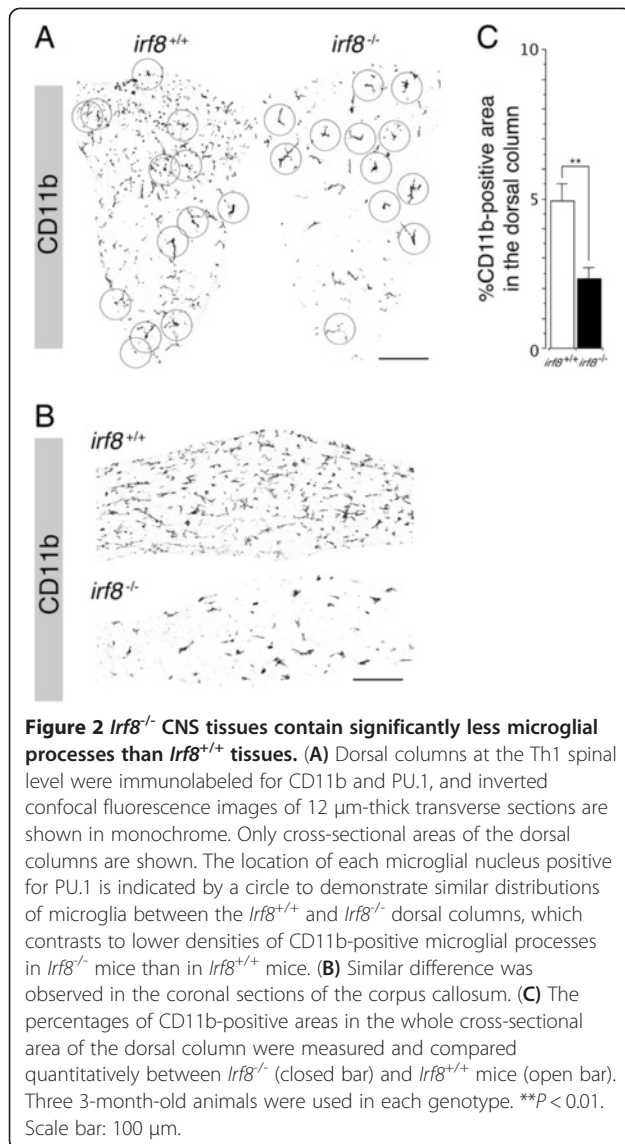 A
irf8+/+
irf8-/-
CD11b
C
10
5
0
**
%CD11b-positive area
in the dorsal column
irf8+/+ irf8-/-
B
irf8+/+
CD11b
irf8-/-
Figure 2 Irf8-/- CNS tissues contain significantly less microglial
processes than Irf8+/+ tissues. (A) Dorsal columns at the Th1 spinal
level were immunolabeled for CD11b and PU.1, and inverted
confocal fluorescence images of 12 μm-thick transverse sections are
shown in monochrome. Only cross-sectional areas of the dorsal
columns are shown. The location of each microglial nucleus positive
for PU.1 is indicated by a circle to demonstrate similar distributions
of microglia between the Irf8+/+ and Irf8-/- dorsal columns, which
contrasts to lower densities of CD11b-positive microglial processes
in Irf8-/- mice than in Irf8+/+ mice. (B) Similar difference was
observed in the coronal sections of the corpus callosum. (C) The
percentages of CD11b-positive areas in the whole cross-sectional
area of the dorsal column were measured and compared
quantitatively between Irf8-/- (closed bar) and Irf8+/+ mice (open bar).
Three 3-month-old animals were used in each genotype. **P < 0.01.
Scale bar: 100 μm.